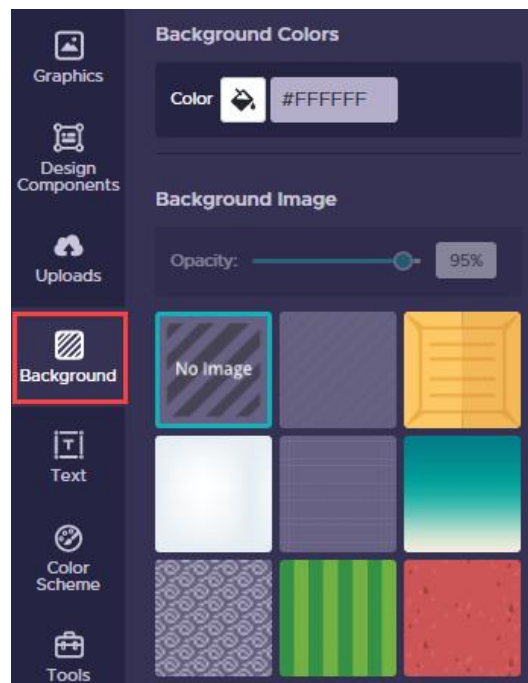 Graphics
Design
Components
Uploads
Background
Text
Color
Scheme
Tools
Background Colors
Color
#FFFFFF
Background Image
Opacity:
95%
No Image